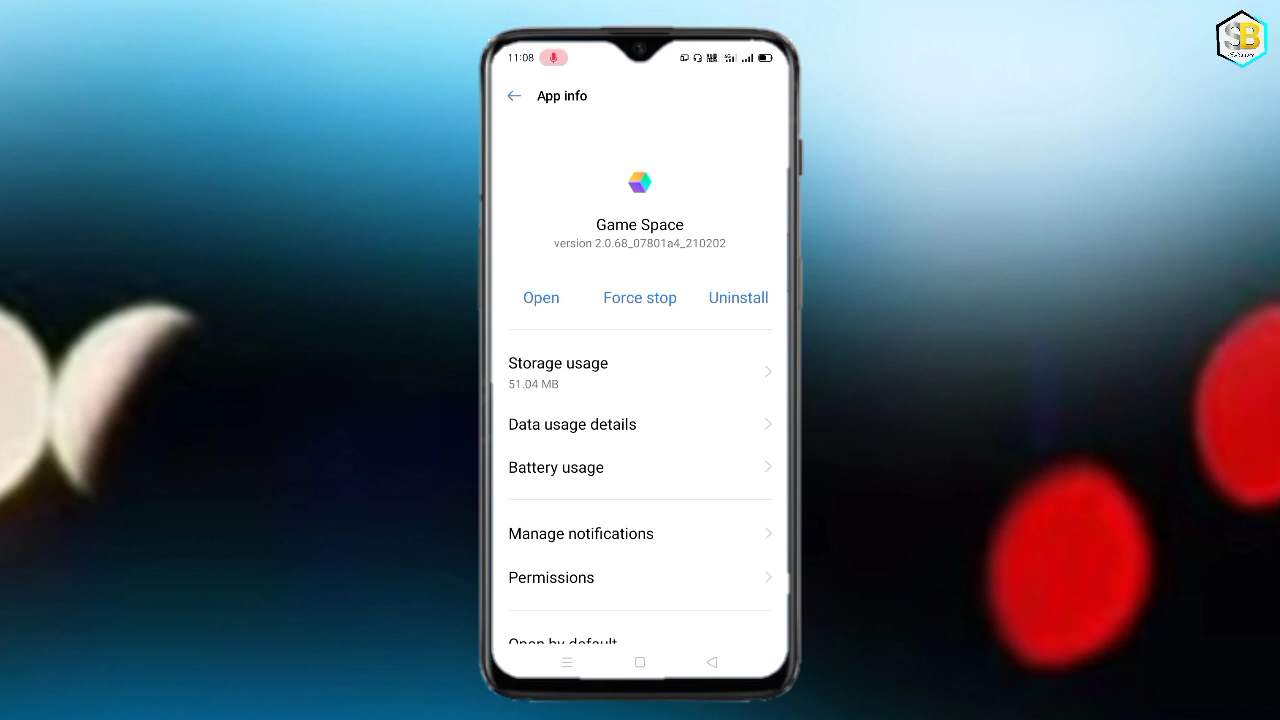 SB
11:08
App info
Game Space
version 2.0.68_07801a4_210202
Open Force stop Uninstall
Storage usage
51.04 MB
Data usage details
Battery usage
Manage notifications
Permissions
Open by default